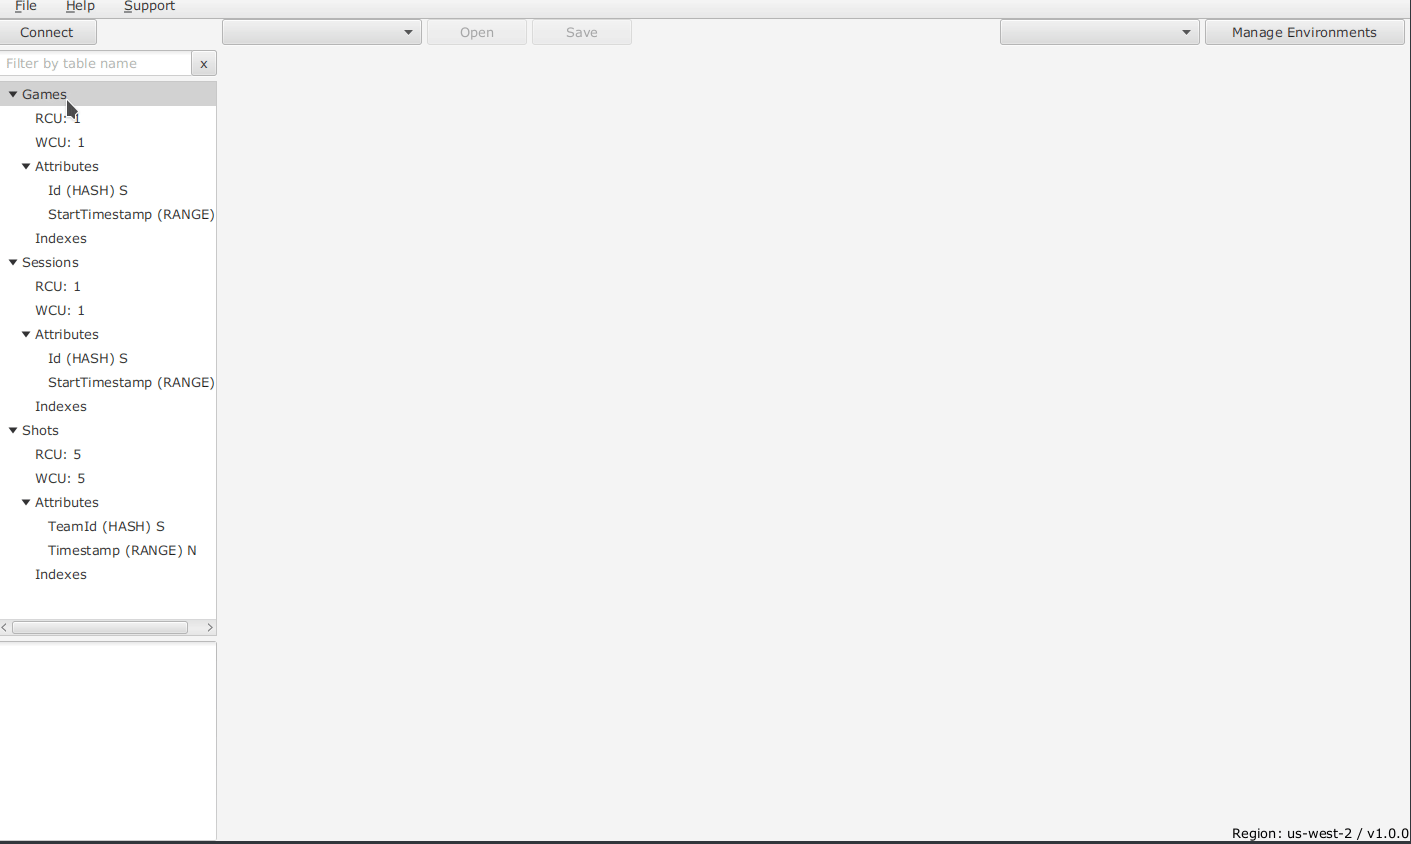 File Help Support
Connect Open Save Manage Environments
Filter by table name x
Games
RCU: 1
WCU: 1
Attributes
Id (HASH) S
StartTimestamp (RANGE)
Indexes
Sessions
RCU: 1
WCU: 1
Attributes
Id (HASH) S
StartTimestamp (RANGE)
Indexes
Shots
RCU: 5
WCU: 5
Attributes
TeamId (HASH) S
Timestamp (RANGE) N
Indexes
Region: us-west-2 / v1.0.0